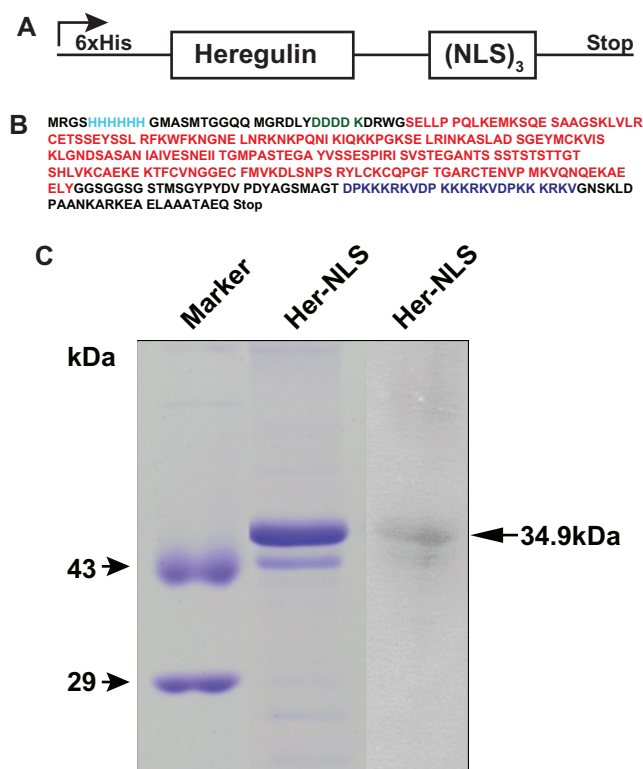 A
6xHis
Heregulin
(NLS)3
Stop
B
MRGSHHHHHH GMASMTGGQQ MGRDLYDDDD KDRWGSELLP PQLKEMKSQE SAAGSKLVLR
CETSSEYSSL RFKWFKNGNE LNRKNKPQNI KIQKKPGKSE LRINKASLAD SGEYMCKVIS
KLGNDSASAN IAIVESNEII TGMPASTEGA YVSSESPIRI SVSTEGANTS SSTSTSTTGT
SHLVKCAEKE KTFCVNGGEC FMVKDLSNPS RYLCKCQPGF TGARCTENVP MKVQNQEKAE
ELYGGSGGSG STMSGYPYDV PDYAGSMAGT DPKKKRKVDP KKKRKVDPKK KRKVGNSKLD
PAANKARKEA ELAAATAEQ Stop
C
Marker
Her-NLS
Her-NLS
kDa
34.9kDa
43
29